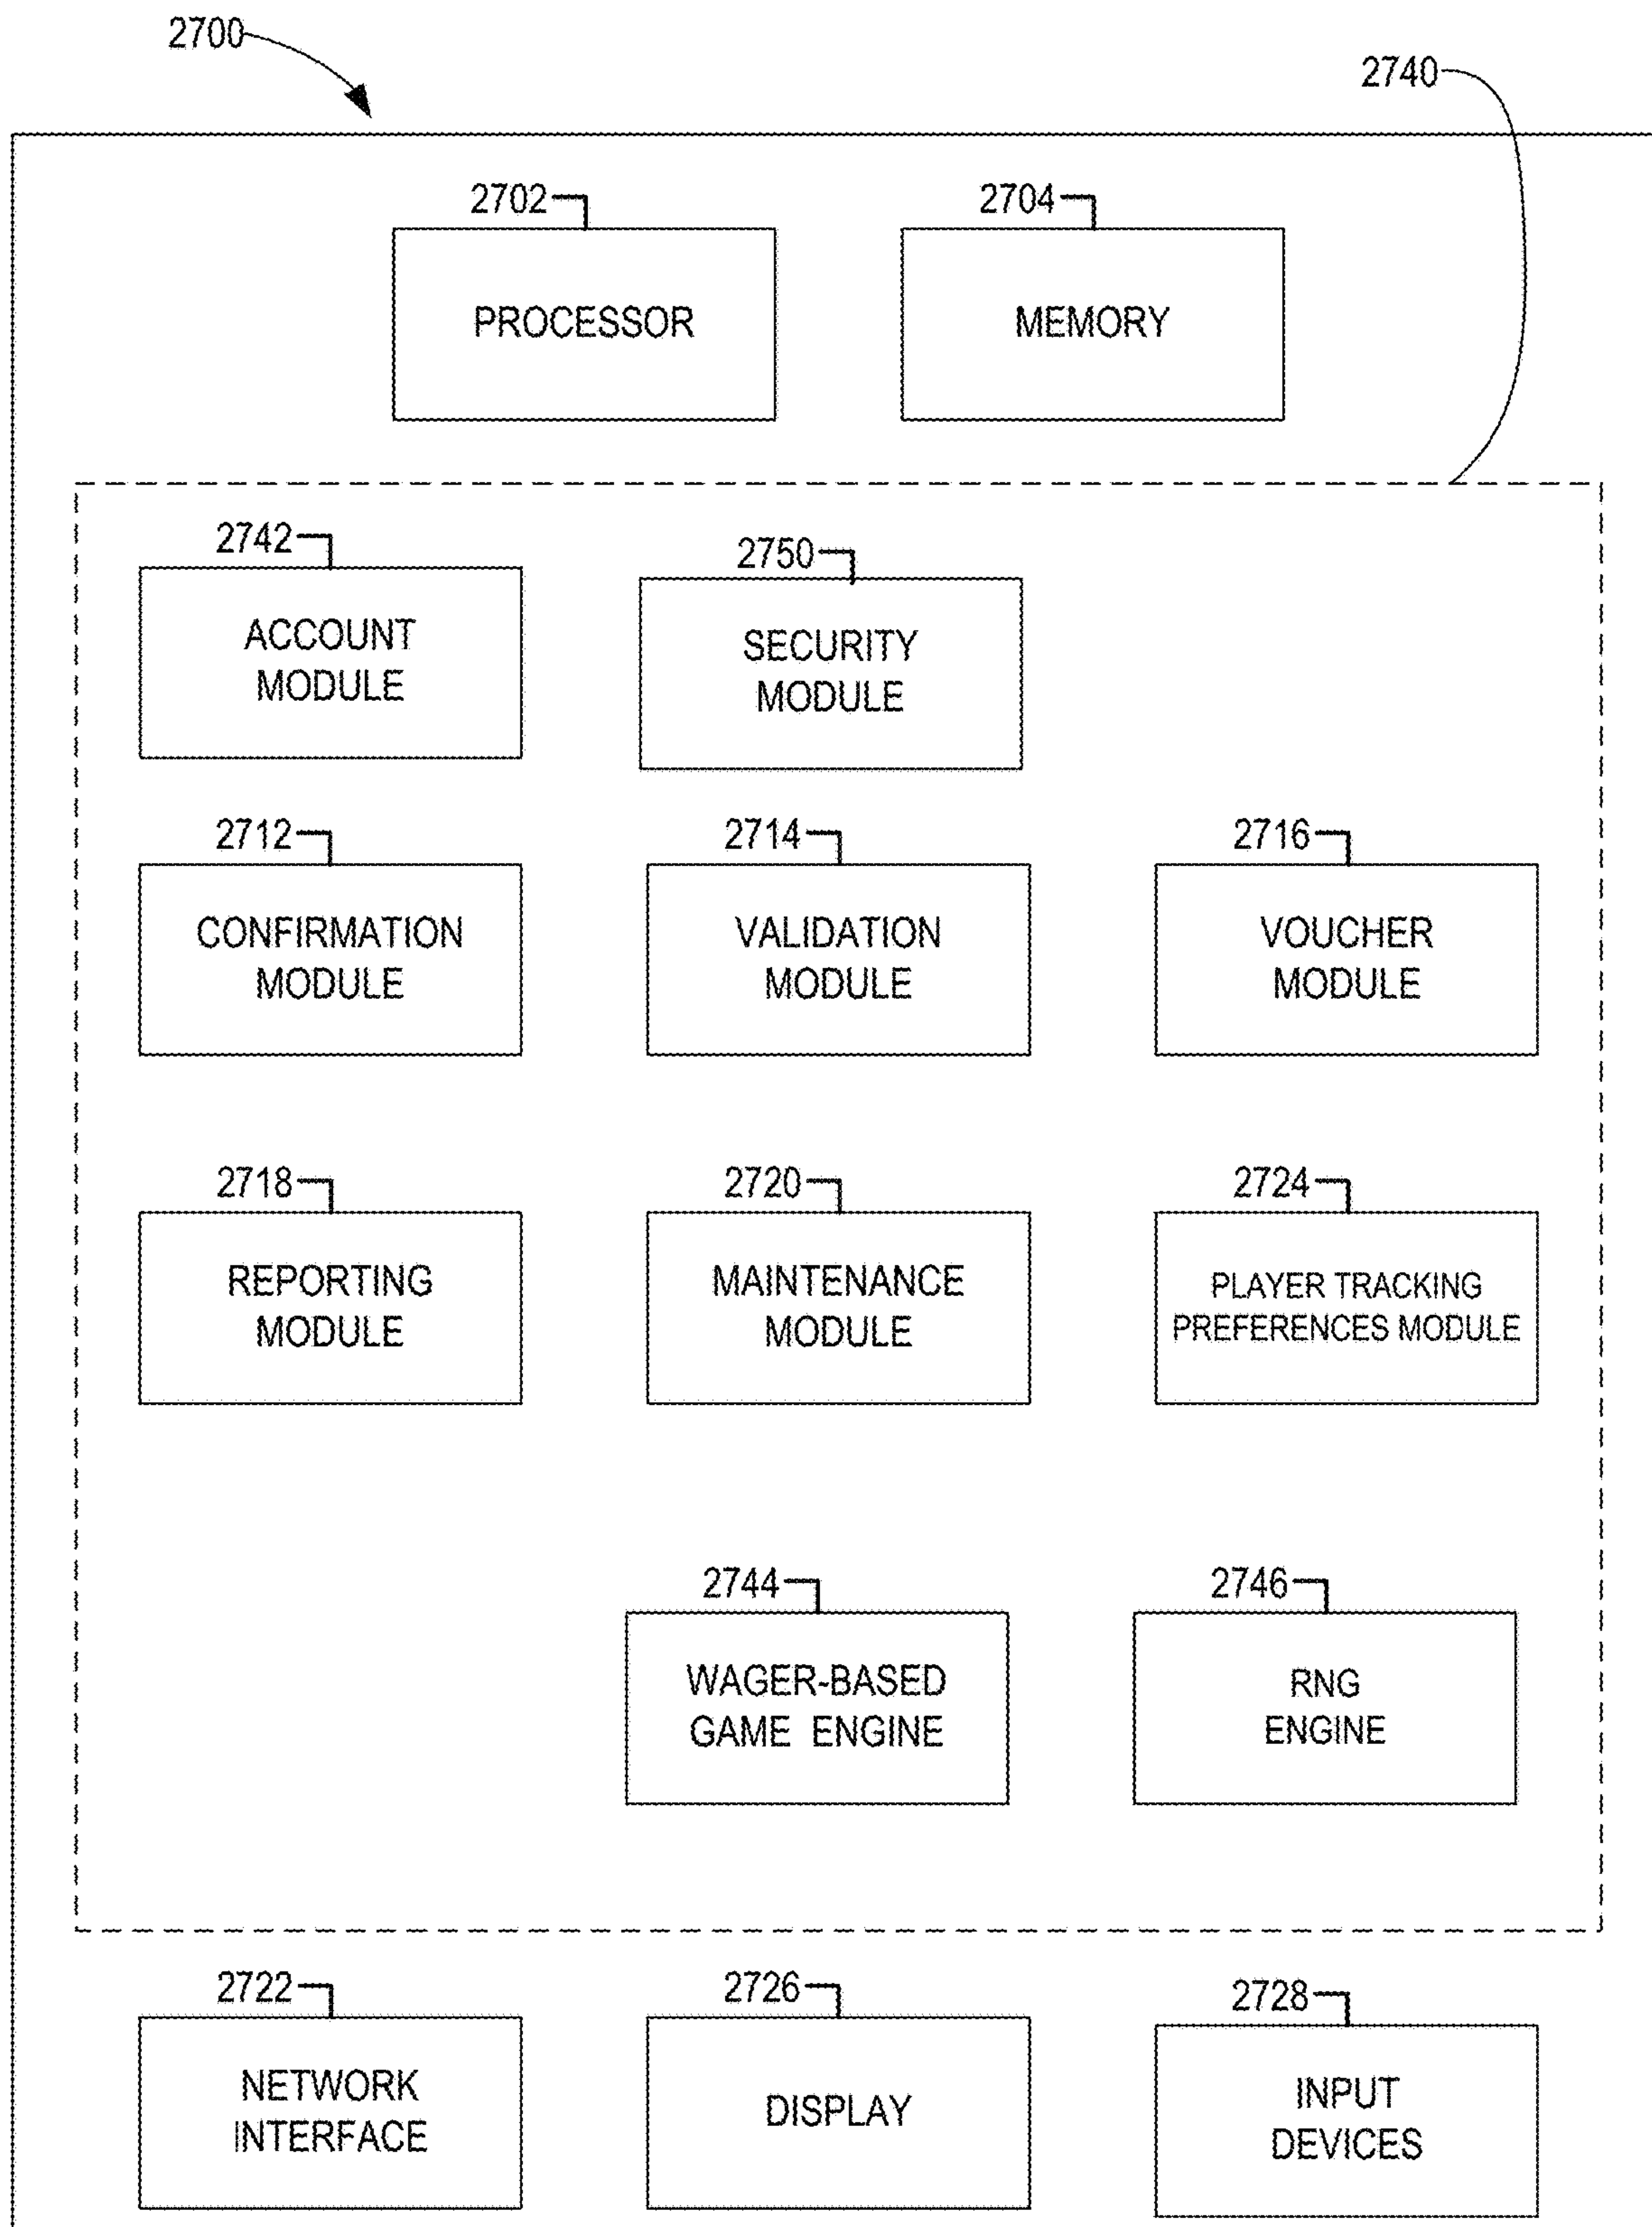 2700
2740
2702
2704
PROCESSOR
MEMORY
2742
2750
ACCOUNT
MODULE
SECURITY
MODULE
2712
2714
2716
CONFIRMATION
MODULE
VALIDATION
MODULE
VOUCHER
MODULE
2718
2720
2724
REPORTING
MODULE
MAINTENANCE
MODULE
PLAYER TRACKING
PREFERENCES MODULE
2744
2746
WAGER-BASED
GAME ENGINE
RNG
ENGINE
2722
2726
2728
NETWORK
INTERFACE
DISPLAY
INPUT
DEVICES